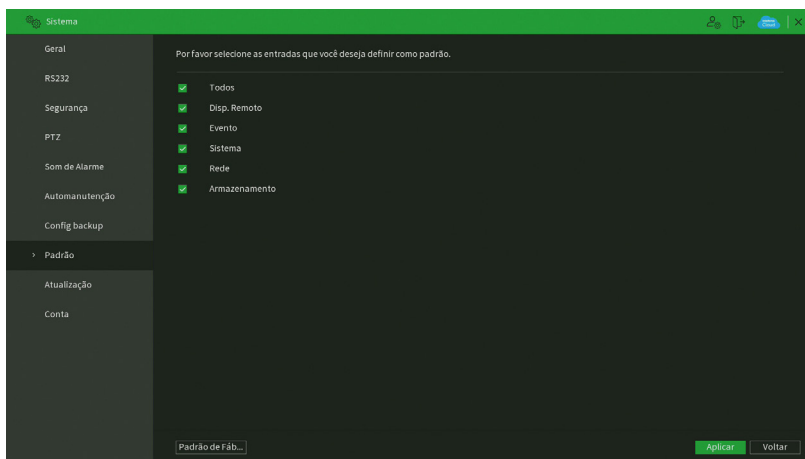 Sistema
Geral
RS232
Segurança
PTZ
Som de Alarme
Automanutenção
Config backup
Padrão
Atualização
Conta
Por favor selecione as entradas que você deseja definir como padrão.
Todos
Disp. Remoto
Evento
Sistema
Rede
Armazenamento
Padrão de Fáb...
Aplicar
Voltar